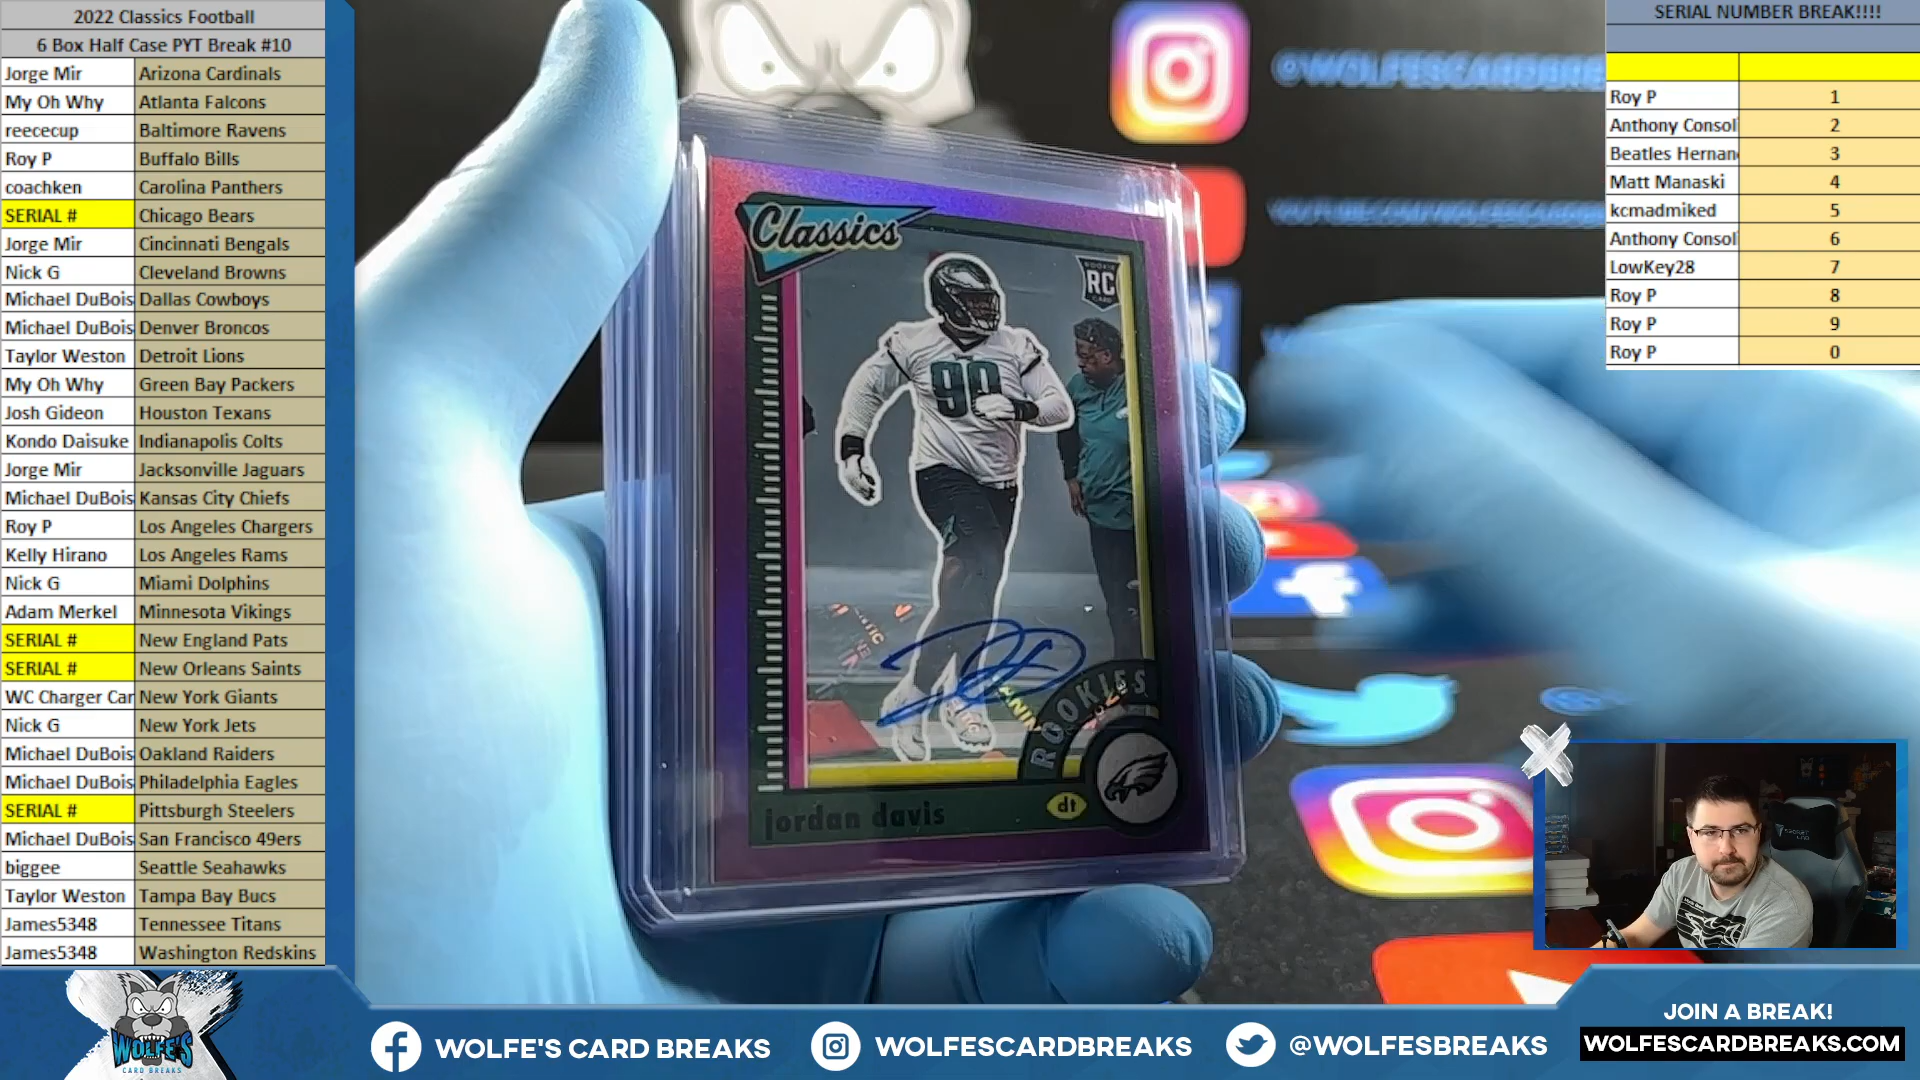 2022 Classics Football
6 Box Half Case PYT Break #10
Jorge Mir Arizona Cardinals
My Oh Why Atlanta Falcons
reececup Baltimore Ravens
Roy P Buffalo Bills
coachken Carolina Panthers
SERIAL # Chicago Bears
Jorge Mir Cincinnati Bengals
Nick G Cleveland Browns
Michael DuBois Dallas Cowboys
Michael DuBois Denver Broncos
Taylor Weston Detroit Lions
My Oh Why Green Bay Packers
Josh Gideon Houston Texans
Kondo Daisuke Indianapolis Colts
Jorge Mir Jacksonville Jaguars
Michael DuBois Kansas City Chiefs
Roy P Los Angeles Chargers
Kelly Hirano Los Angeles Rams
Nick G Miami Dolphins
Adam Merkel Minnesota Vikings
SERIAL # New England Pats
SERIAL # New Orleans Saints
WC Charger Car New York Giants
Nick G New York Jets
Michael DuBois Oakland Raiders
Michael DuBois Philadelphia Eagles
SERIAL # Pittsburgh Steelers
Michael DuBois San Francisco 49ers
biggee Seattle Seahawks
Taylor Weston Tampa Bay Bucs
James5348 Tennessee Titans
James5348 Washington Redskins
SERIAL NUMBER BREAK!!!!
Roy P 1
Anthony Consol 2
Beatles Hernan 3
Matt Manaski 4
kcmadmiked 5
Anthony Consol 6
LowKey28 7
Roy P 8
Roy P 9
Roy P 0
@WOLFESCARDBRE
Classics
ROOKIE
RC
CARD
90
ROOKIES
jordan davis
dt
WOLFE'S
CARD BREAKS
WOLFE'S CARD BREAKS
WOLFESCARDBREAKS
@WOLFESBREAKS
JOIN A BREAK!
WOLFESCARDBREAKS.COM